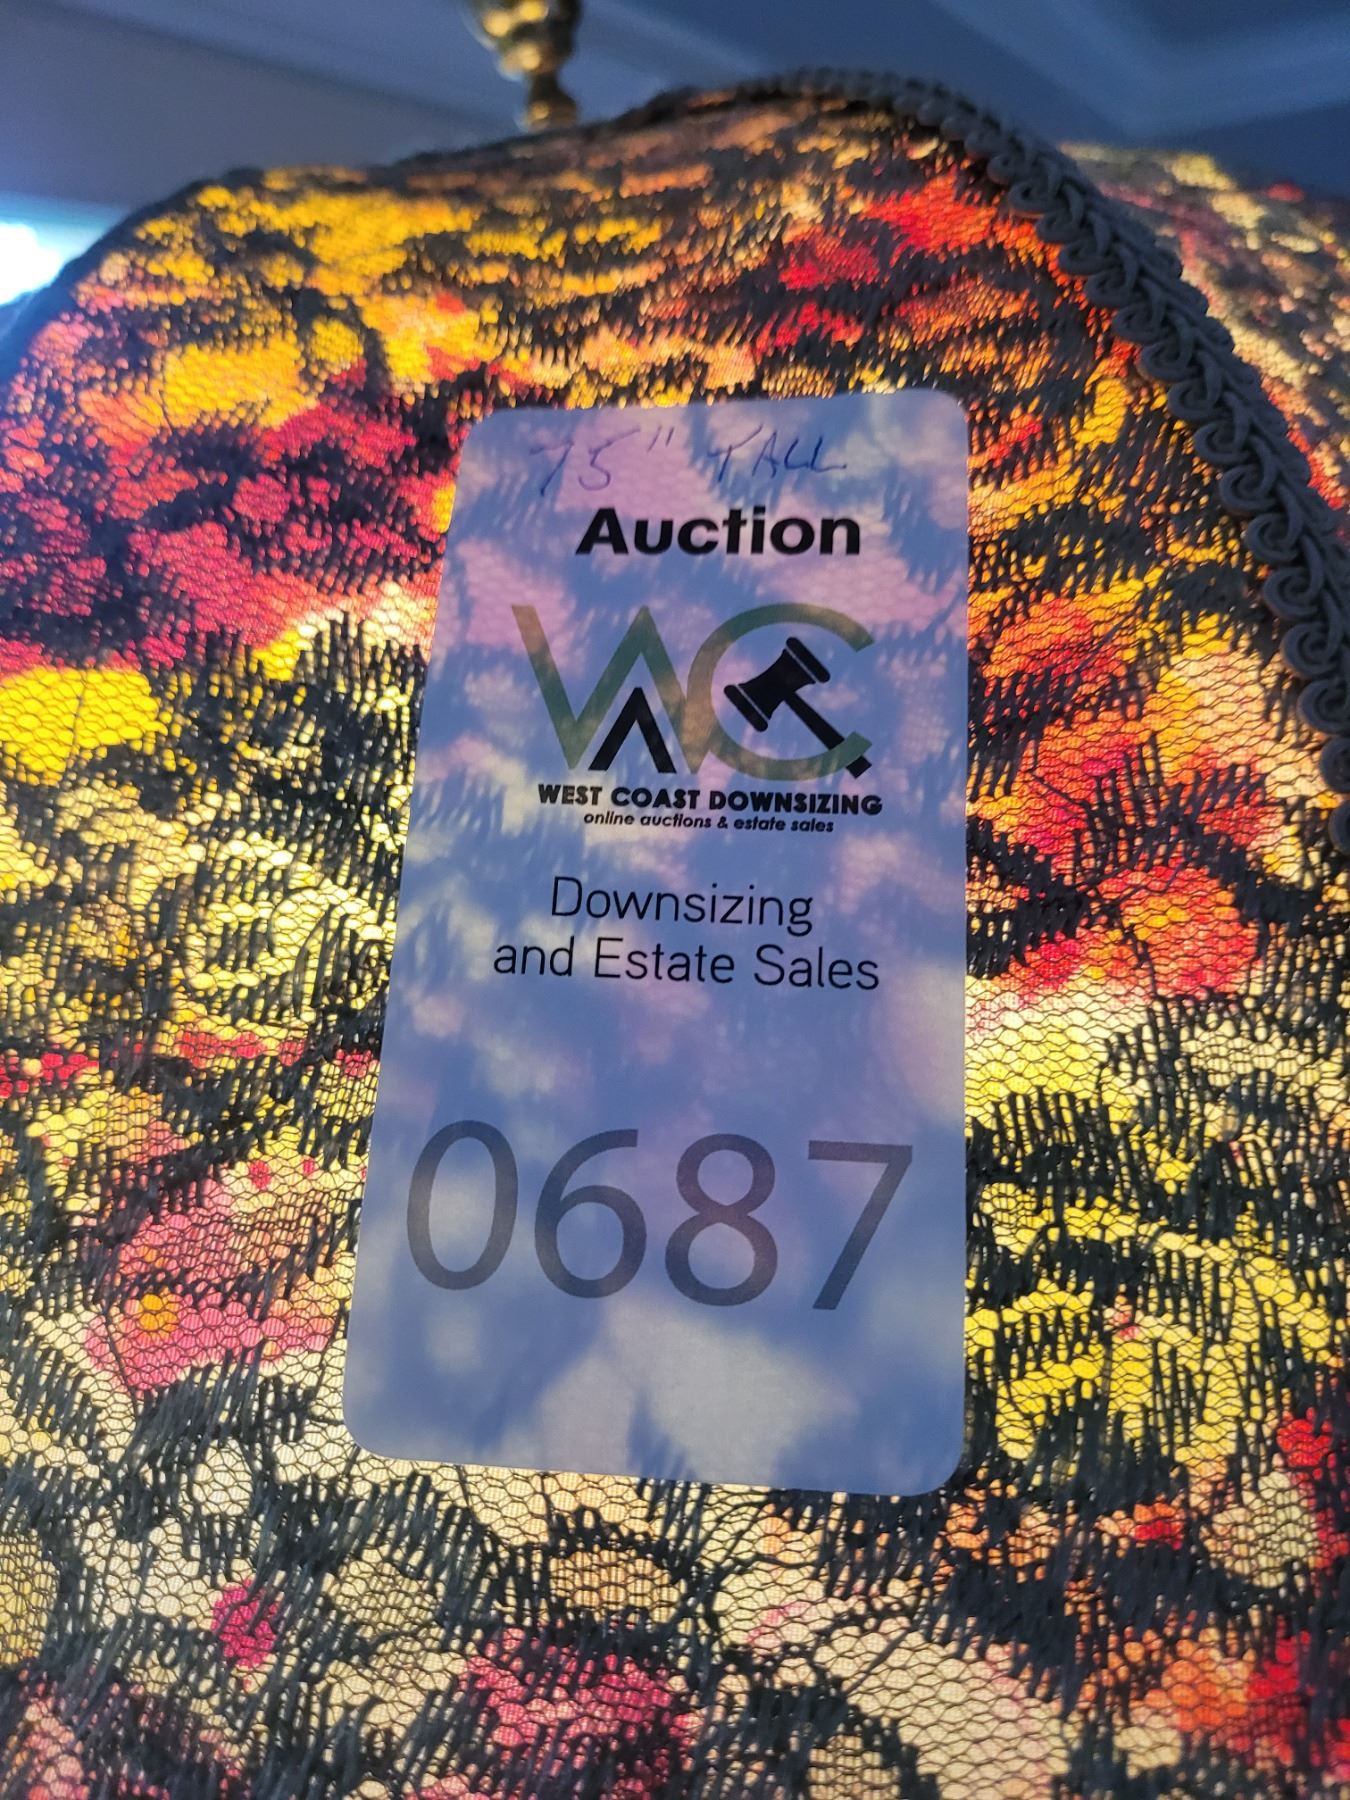 75" TALL
Auction
WC
WEST COAST DOWNSIZING
online auctions & estate sales
Downsizing
and Estate Sales
0687